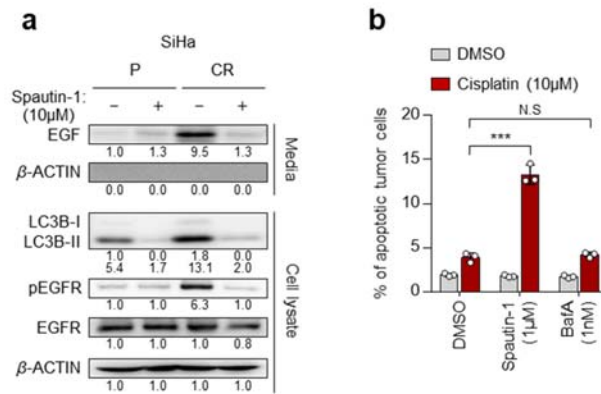 a
SiHa
P CR
Spautin-1: − + − +
(10μM)
EGF
1.0 1.3 9.5 1.3
β-ACTIN
0.0 0.0 0.0 0.0
Media
LC3B-I
LC3B-II
1.0 0.0 1.8 0.0
5.4 1.7 13.1 2.0
pEGFR
1.0 1.0 6.3 1.0
EGFR
1.0 1.0 1.0 0.8
β-ACTIN
1.0 1.0 1.0 1.0
Cell lysate
b
DMSO
Cisplatin (10μM)
N.S
***
% of apoptotic tumor cells
20
15
10
5
0
DMSO
Spautin-1
(1μM)
BafA
(1nM)